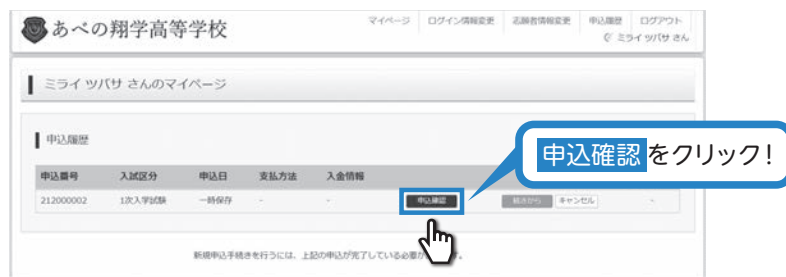 あべの翔学高等学校
マイページ ログイン情報変更 志願者情報変更 申込履歴 ログアウト
ミライ ツバサ さん
ミライ ツバサ さんのマイページ
申込履歴
申込確認 をクリック!
申込番号 入試区分 申込日 支払方法 入金情報
212000002 1次入学試験 一時保存 - - 申込確認 続きから キャンセル -
新規申込手続きを行うには、上記の申込が完了している必要が